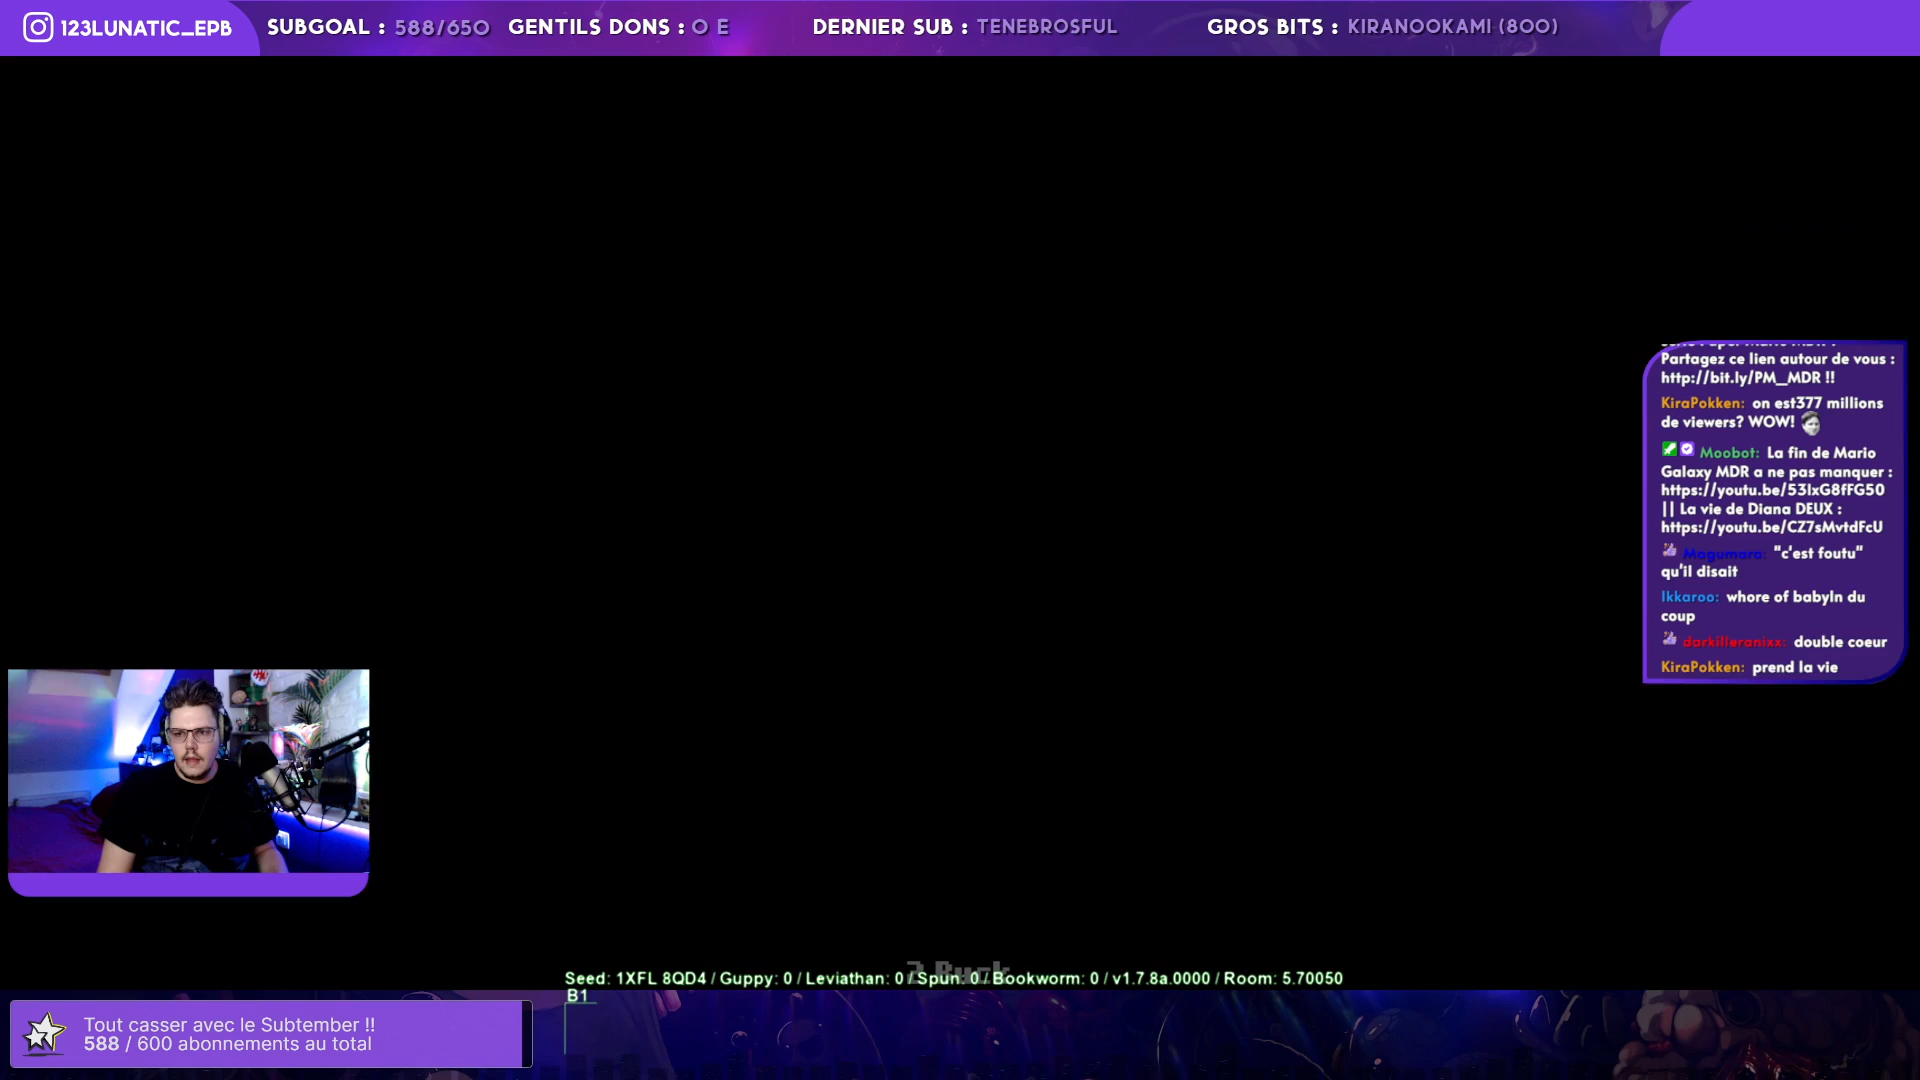 123LUNATIC_EPB
SUBGOAL : 588/650
GENTILS DONS : 0 E
DERNIER SUB : TENEBROSFUL
GROS BITS : KIRANOOKAMI (800)
Partagez ce lien autour de vous :
http://bit.ly/PM_MDR !!
KiraPokken: on est377 millions
de viewers? WOW!
Moobot: La fin de Mario
Galaxy MDR a ne pas manquer :
https://youtu.be/53lxG8fFG50
|| La vie de Diana DEUX :
https://youtu.be/CZ7sMvtdFcU
Magumara: "c'est foutu"
qu'il disait
Ikkaroo: whore of babyln du
coup
darkilleranixx: double coeur
KiraPokken: prend la vie
Seed: 1XFL 8QD4 / Guppy: 0 / Leviathan: 0 / Spun: 0 / Bookworm: 0 / v1.7.8a.0000 / Room: 5.70050
B1
Tout casser avec le Subtember !!
588 / 600 abonnements au total